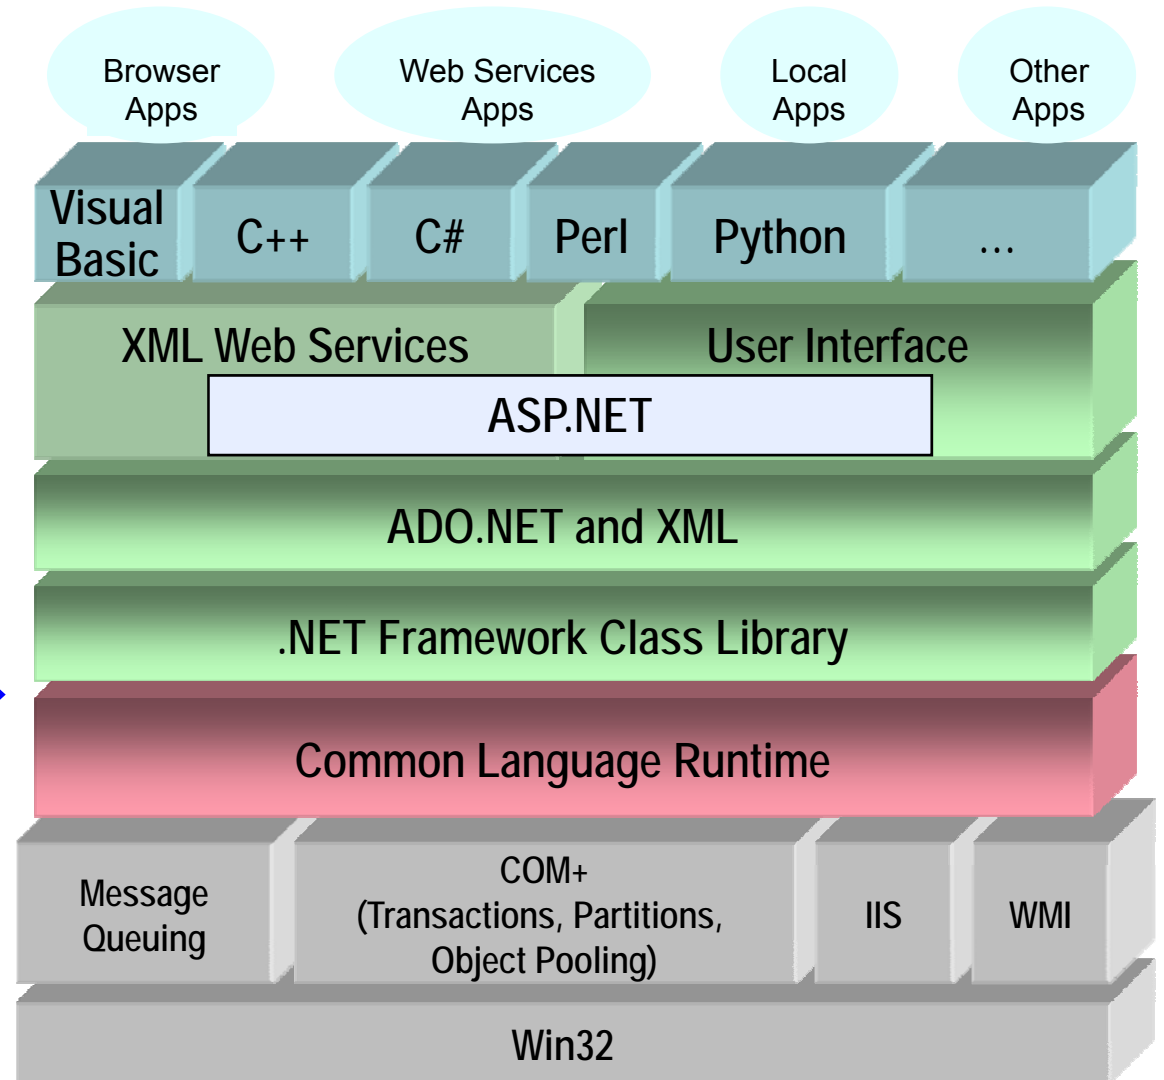 Browser
Apps
Web Services
Apps
Local
Apps
Other
Apps
Visual
Basic
C++
C#
Perl
Python
...
XML Web Services
User Interface
ASP.NET
ADO.NET and XML
.NET Framework Class Library
Common Language Runtime
Message
Queuing
COM+
(Transactions, Partitions,
Object Pooling)
IIS
WMI
Win32